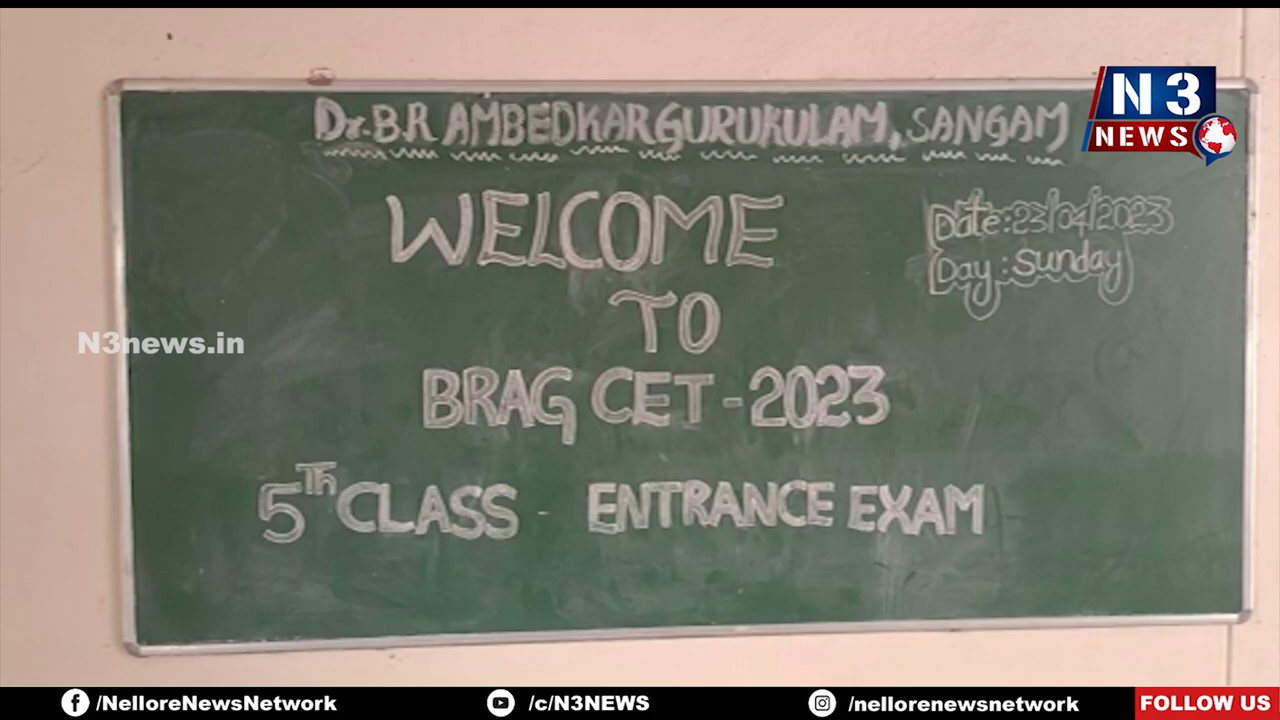 Dr. B.R AMBEDKAR GURUKULAM, SANGAM
N3
NEWS
WELCOME
Date: 23/04/2023
Day: Sunday
TO
N3news.in
BRAG CET - 2023
5Th CLASS - ENTRANCE EXAM
/NelloreNewsNetwork
/c/N3NEWS
/nellorenewsnetwork
FOLLOW US